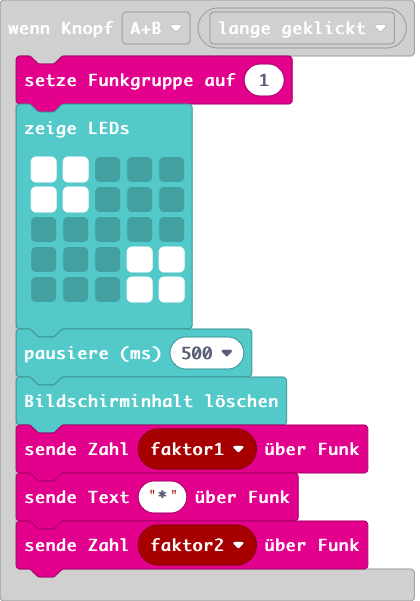 wenn Knopf A+B lange geklickt
setze Funkgruppe auf 1
zeige LEDs
pausiere (ms) 500
Bildschirminhalt löschen
sende Zahl faktor1 über Funk
sende Text "*" über Funk
sende Zahl faktor2 über Funk